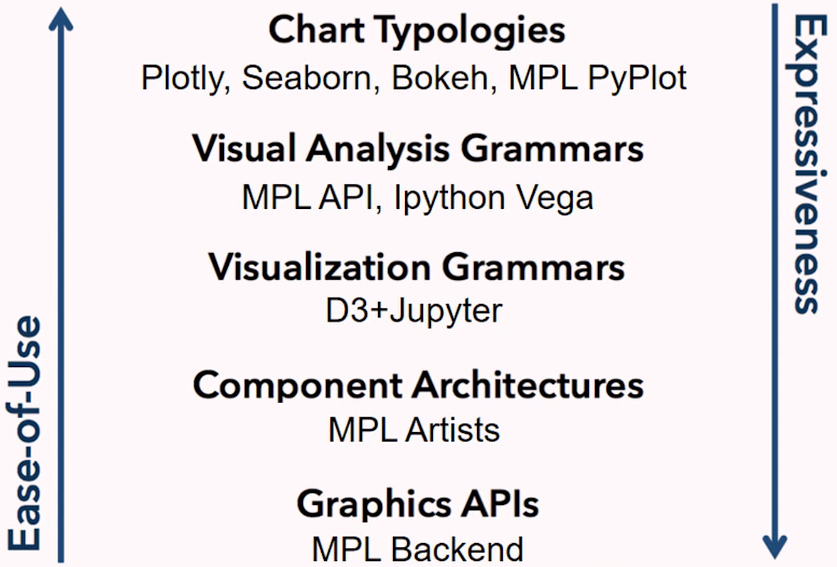 Chart Typologies
Plotly, Seaborn, Bokeh, MPL PyPlot
Visual Analysis Grammars
MPL API, Ipython Vega
Visualization Grammars
D3+Jupyter
Component Architectures
MPL Artists
Graphics APIs
MPL Backend
Ease-of-Use
Expressiveness